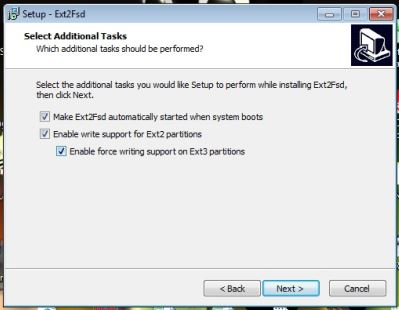 Setup - Ext2Fsd
Select Additional Tasks
Which additional tasks should be performed?
Select the additional tasks you would like Setup to perform while installing Ext2Fsd,
then click Next.
Make Ext2Fsd automatically started when system boots
Enable write support for Ext2 partitions
Enable force writing support on Ext3 partitions
< Back
Next >
Cancel